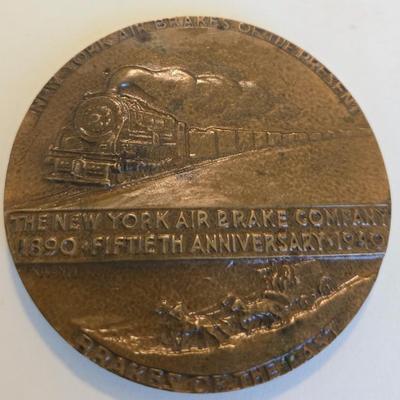 NEW YORK AIR BRAKES OF THE PRESENT
THE NEW YORK AIR BRAKE COMPANY
1890 · FIFTIETH ANNIVERSARY · 1940
BRAKES OF THE PAST